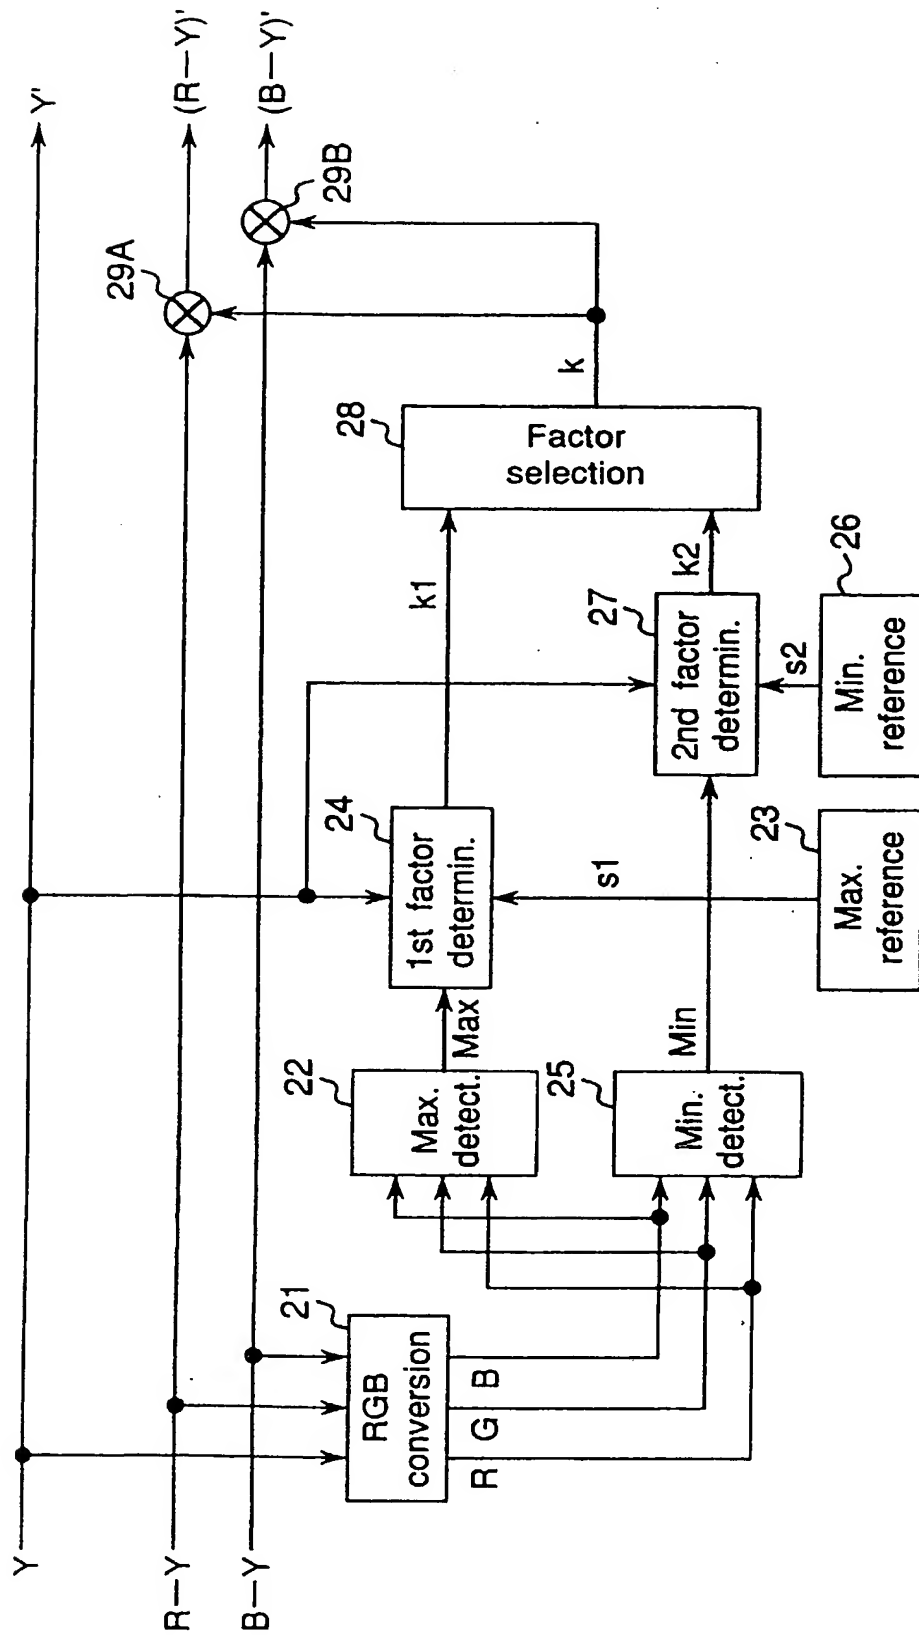 Y
Y'
R—Y
(R—Y)'
B—Y
(B—Y)'
29A
29B
21
RGB
conversion
R
G
B
22
Max.
detect.
Max
24
1st factor
determin.
k1
28
Factor
selection
k
25
Min.
detect.
Min
27
2nd factor
determin.
k2
s1
s2
23
Max.
reference
26
Min.
reference